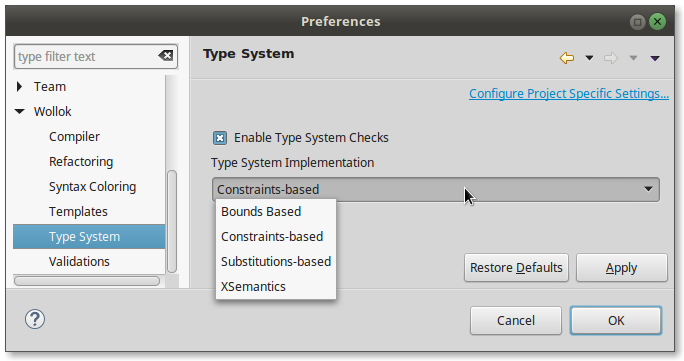 Preferences
type filter text
Type System
Team
Wollok
Compiler
Refactoring
Syntax Coloring
Templates
Type System
Validations
Configure Project Specific Settings...
Enable Type System Checks
Type System Implementation
Constraints-based
Bounds Based
Constraints-based
Substitutions-based
XSemantics
Restore Defaults
Apply
?
Cancel
OK